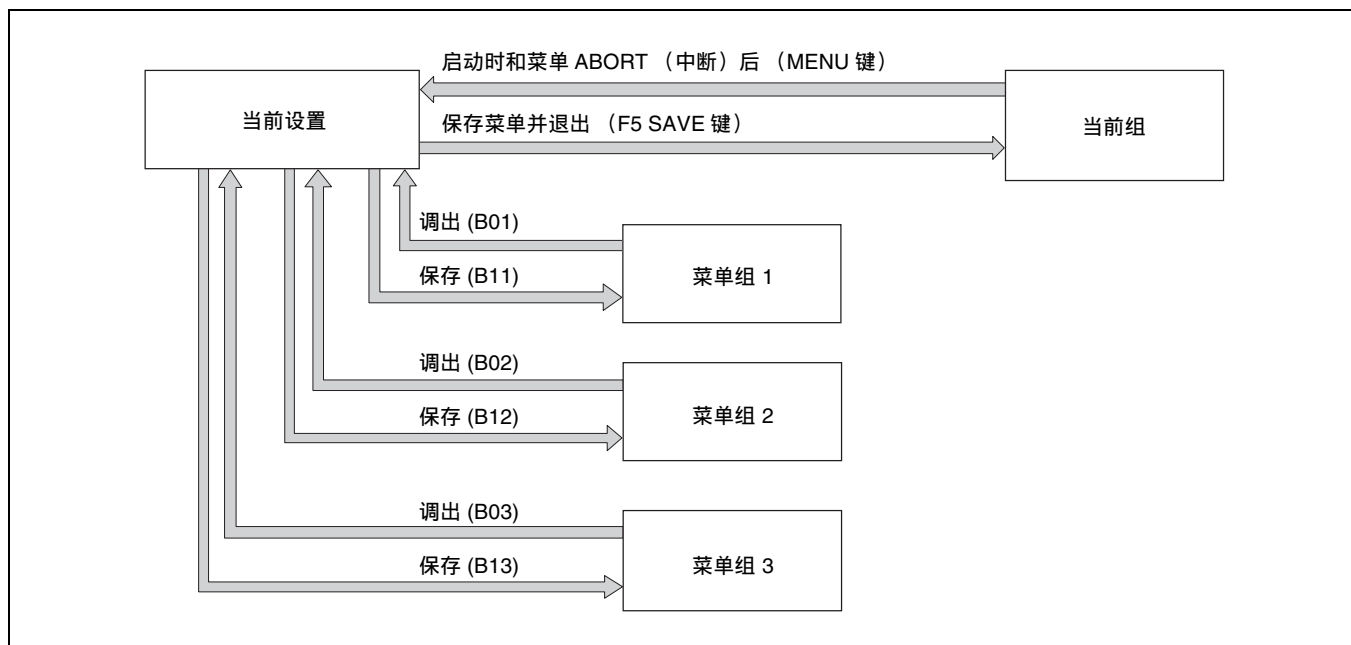 启动时和菜单 ABORT （中断）后 （MENU 键）
当前设置
当前组
保存菜单并退出 （F5 SAVE 键）
调出 (B01)
保存 (B11)
菜单组 1
调出 (B02)
保存 (B12)
菜单组 2
调出 (B03)
保存 (B13)
菜单组 3